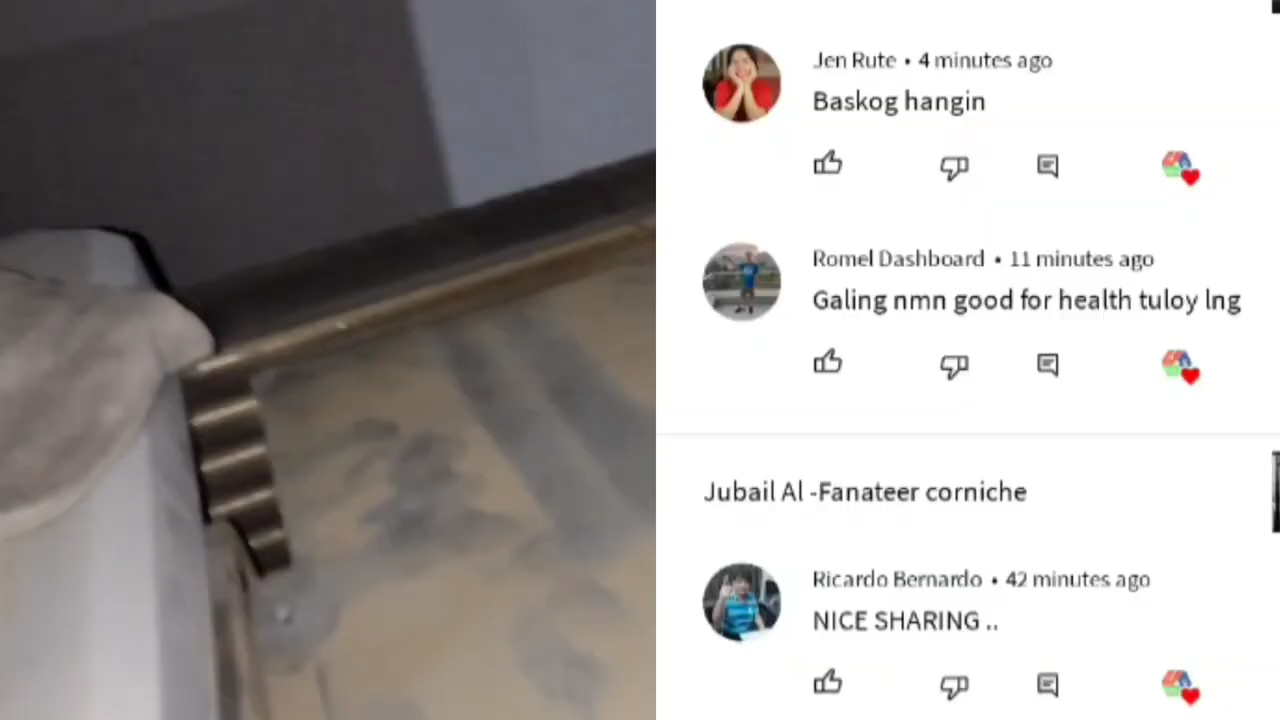 Jen Rute • 4 minutes ago
Baskog hangin
Romel Dashboard • 11 minutes ago
Galing nmn good for health tuloy lng
Jubail Al -Fanateer corniche
Ricardo Bernardo • 42 minutes ago
NICE SHARING ..